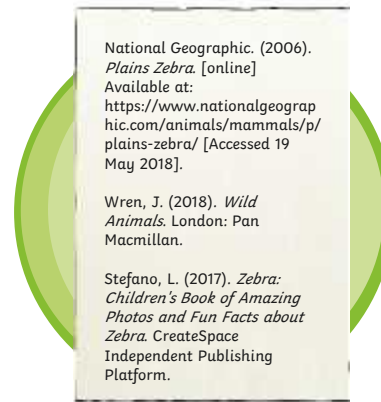 National Geographic. (2006).
Plains Zebra. [online]
Available at:
https://www.nationalgeograp
hic.com/animals/mammals/p/
plains-zebra/ [Accessed 19
May 2018].
Wren, J. (2018). Wild
Animals. London: Pan
Macmillan.
Stefano, L. (2017). Zebra:
Children's Book of Amazing
Photos and Fun Facts about
Zebra. CreateSpace
Independent Publishing
Platform.